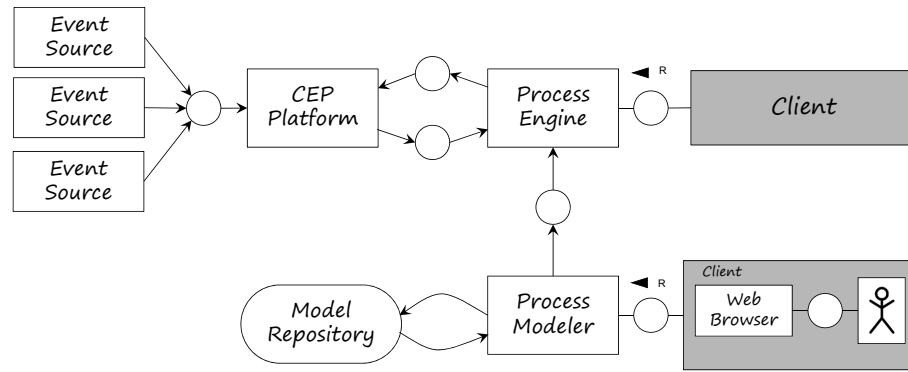 Event
Source
Event
Source
Event
Source
CEP
Platform
Process
Engine
R
Client
Model
Repository
Process
Modeler
R
Client
Web
Browser